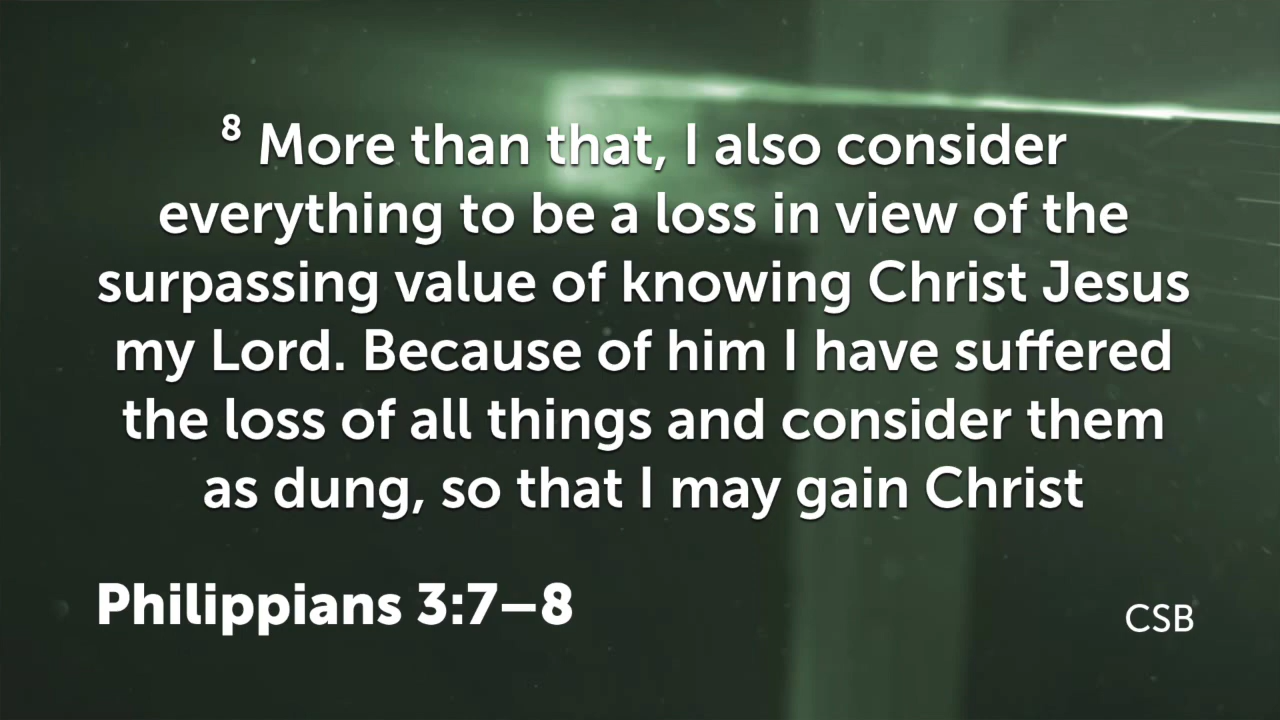 ⁸ More than that, I also consider
everything to be a loss in view of the
surpassing value of knowing Christ Jesus
my Lord. Because of him I have suffered
the loss of all things and consider them
as dung, so that I may gain Christ
Philippians 3:7–8
CSB